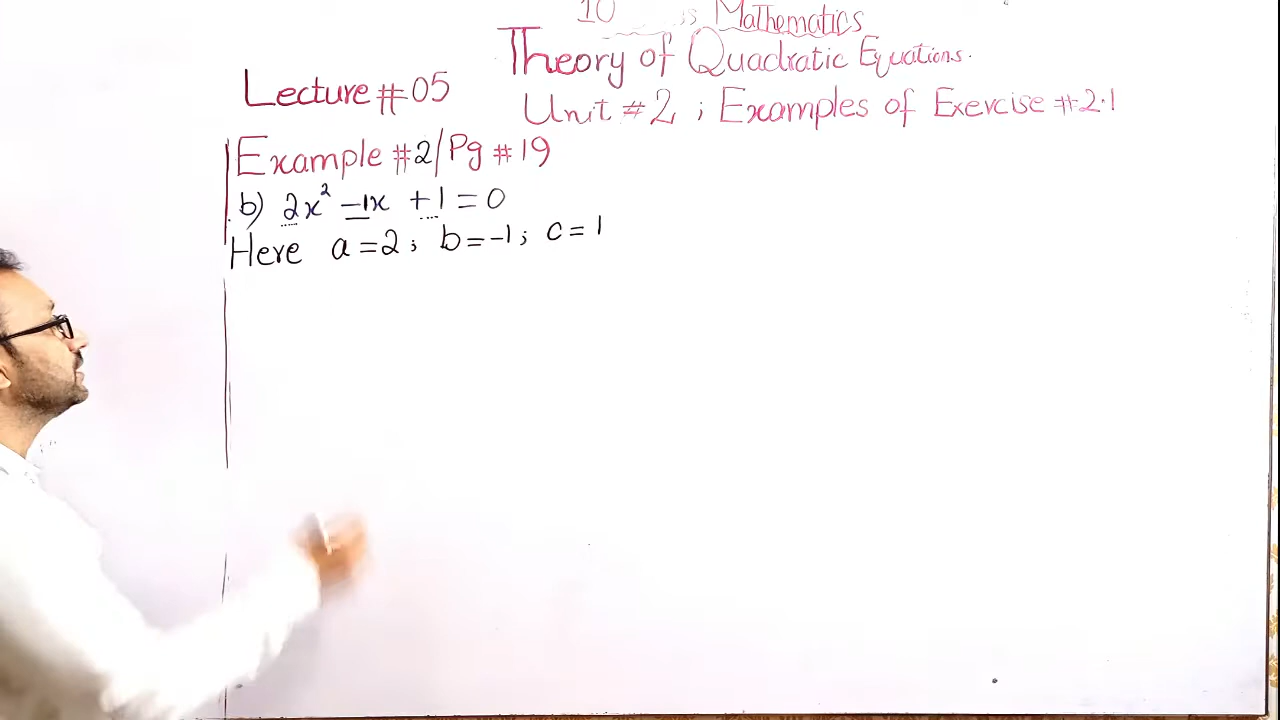 10 Mathematics
Theory of Quadratic Equations.
Lecture #05
Unit #2 ; Examples of Exercise #2.1
Example #2/Pg #19
b) 2x² -1x +1 = 0
Here a = 2 ; b = -1 ; c = 1